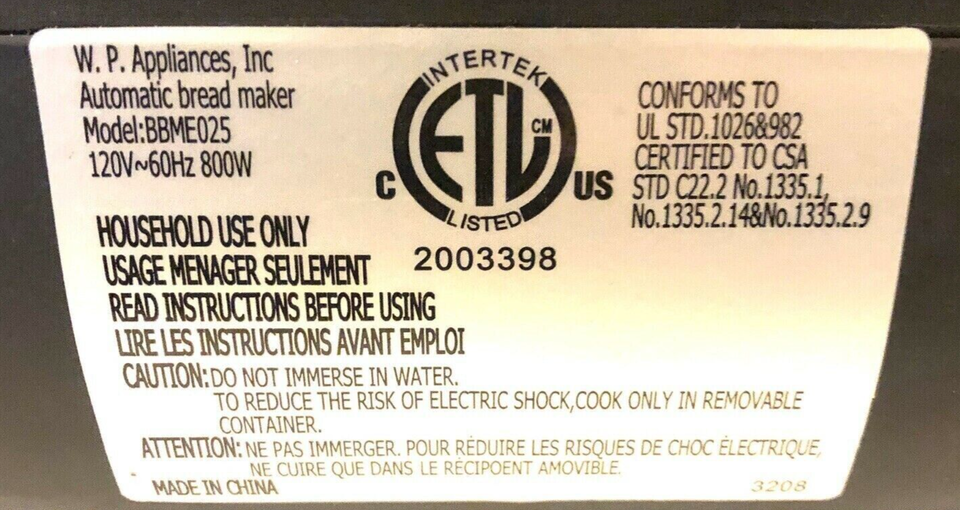 W. P. Appliances, Inc
Automatic bread maker
Model:BBME025
120V~60Hz 800W
INTERTEK
ETL
CM
C
US
LISTED
2003398
CONFORMS TO
UL STD.1026&982
CERTIFIED TO CSA
STD C22.2 No.1335.1,
No.1335.2.14&No.1335.2.9
HOUSEHOLD USE ONLY
USAGE MENAGER SEULEMENT
READ INSTRUCTIONS BEFORE USING
LIRE LES INSTRUCTIONS AVANT EMPLOI
CAUTION:DO NOT IMMERSE IN WATER.
TO REDUCE THE RISK OF ELECTRIC SHOCK,COOK ONLY IN REMOVABLE
CONTAINER.
ATTENTION: NE PAS IMMERGER. POUR RÉDUIRE LES RISQUES DE CHOC ÉLECTRIQUE,
NE CUIRE QUE DANS LE RÉCIPOENT AMOVIBLE.
MADE IN CHINA
3208